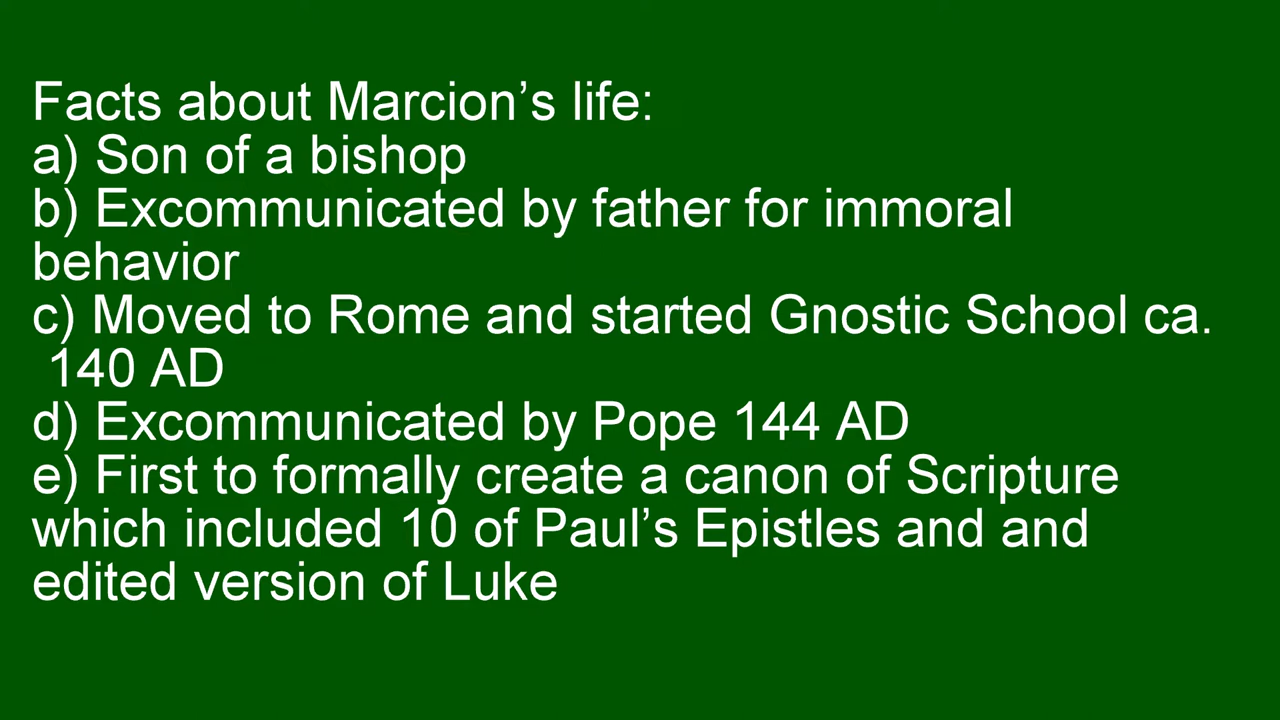 Facts about Marcion’s life:
a) Son of a bishop
b) Excommunicated by father for immoral
behavior
c) Moved to Rome and started Gnostic School ca.
140 AD
d) Excommunicated by Pope 144 AD
e) First to formally create a canon of Scripture
which included 10 of Paul’s Epistles and and
edited version of Luke